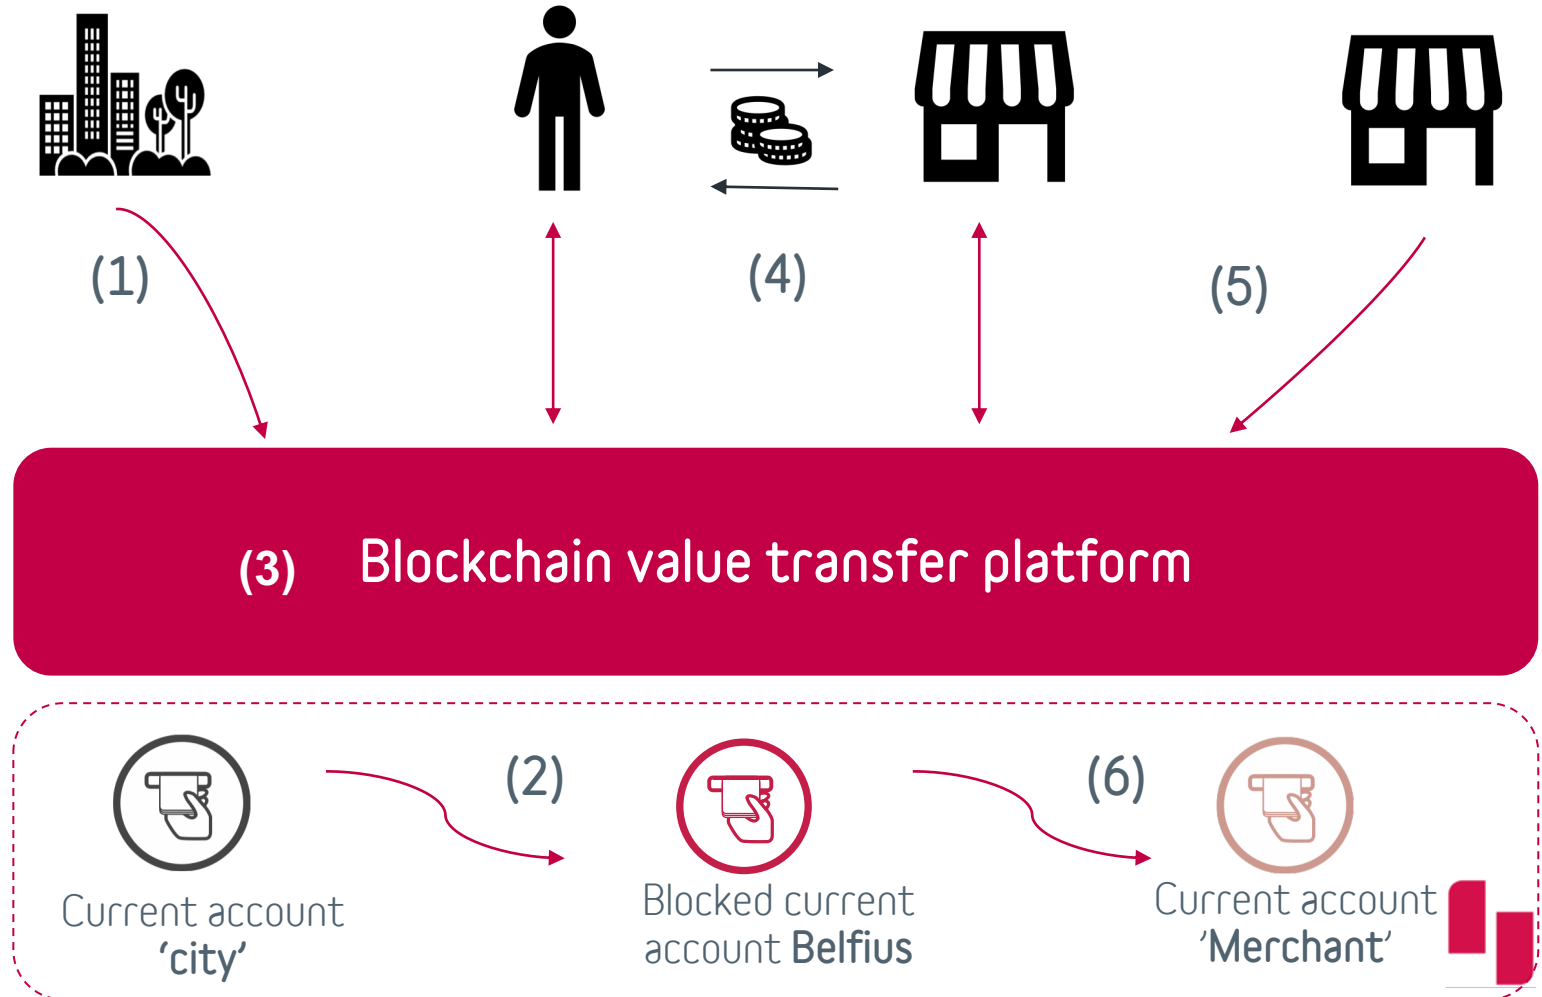 (1)
(4)
(5)
(3) Blockchain value transfer platform
(2)
(6)
Current account
‘city’
Blocked current
account Belfius
Current account
’Merchant’